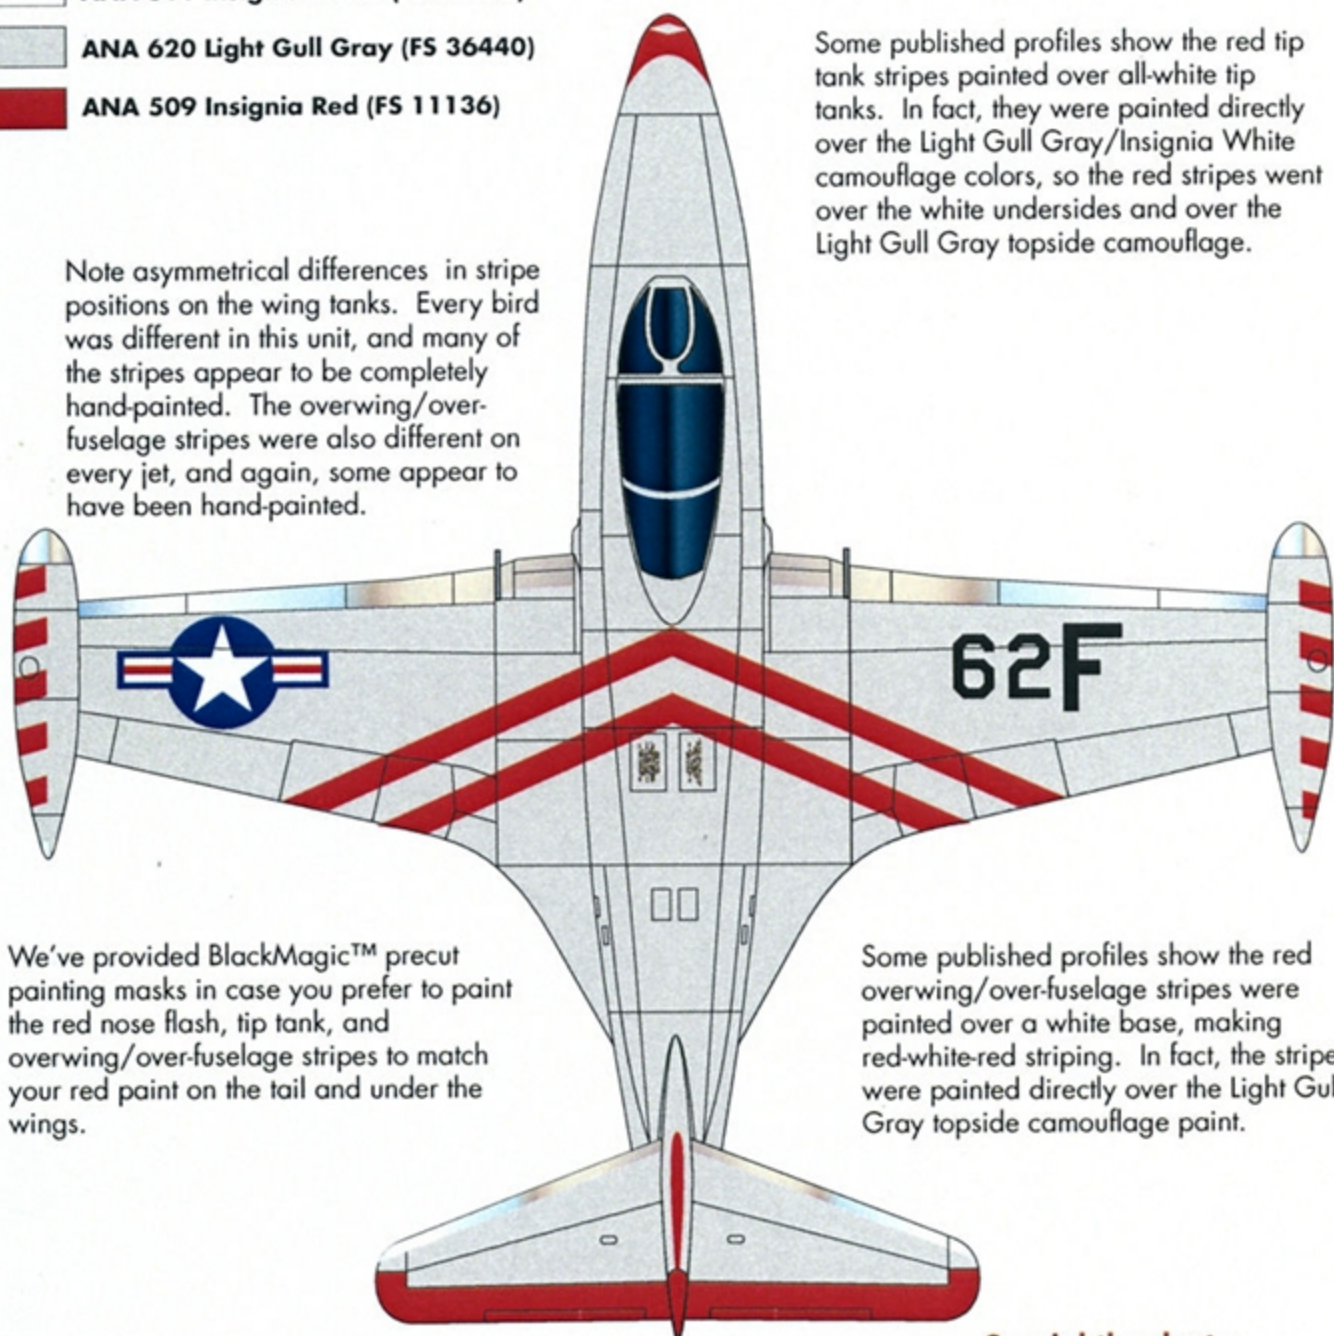 ANA 620 Light Gull Gray (FS 36440)
ANA 509 Insignia Red (FS 11136)
Some published profiles show the red tip
tank stripes painted over all-white tip
tanks. In fact, they were painted directly
over the Light Gull Gray/Insignia White
camouflage colors, so the red stripes went
over the white undersides and over the
Light Gull Gray topside camouflage.
Note asymmetrical differences in stripe
positions on the wing tanks. Every bird
was different in this unit, and many of
the stripes appear to be completely
hand-painted. The overwing/over-
fuselage stripes were also different on
every jet, and again, some appear to
have been hand-painted.
62F
We've provided BlackMagic™ precut
painting masks in case you prefer to paint
the red nose flash, tip tank, and
overwing/over-fuselage stripes to match
your red paint on the tail and under the
wings.
Some published profiles show the red
overwing/over-fuselage stripes were
painted over a white base, making
red-white-red striping. In fact, the stripe
were painted directly over the Light Gul
Gray topside camouflage paint.